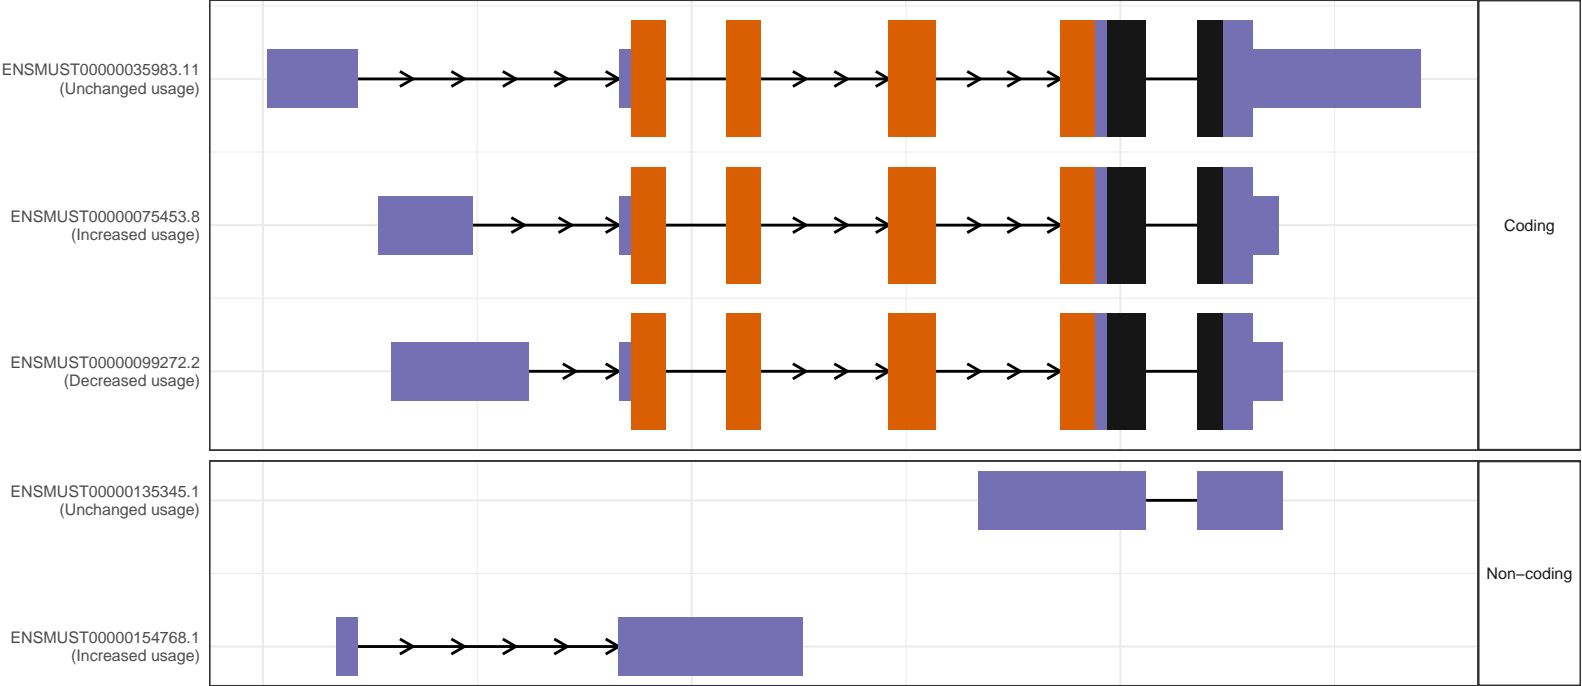 ENSMUST00000035983.11
(Unchanged usage)
ENSMUST00000075453.8
(Increased usage)
Coding
ENSMUST00000099272.2
(Decreased usage)
ENSMUST00000135345.1
(Unchanged usage)
Non−coding
ENSMUST00000154768.1
(Increased usage)